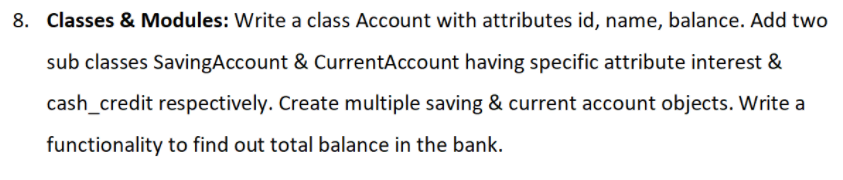 8. Classes & Modules: Write a class Account with attributes id, name, balance. Add two
sub classes SavingAccount & CurrentAccount having specific attribute interest &
cash_credit respectively. Create multiple saving & current account objects. Write a
functionality to find out total balance in the bank.